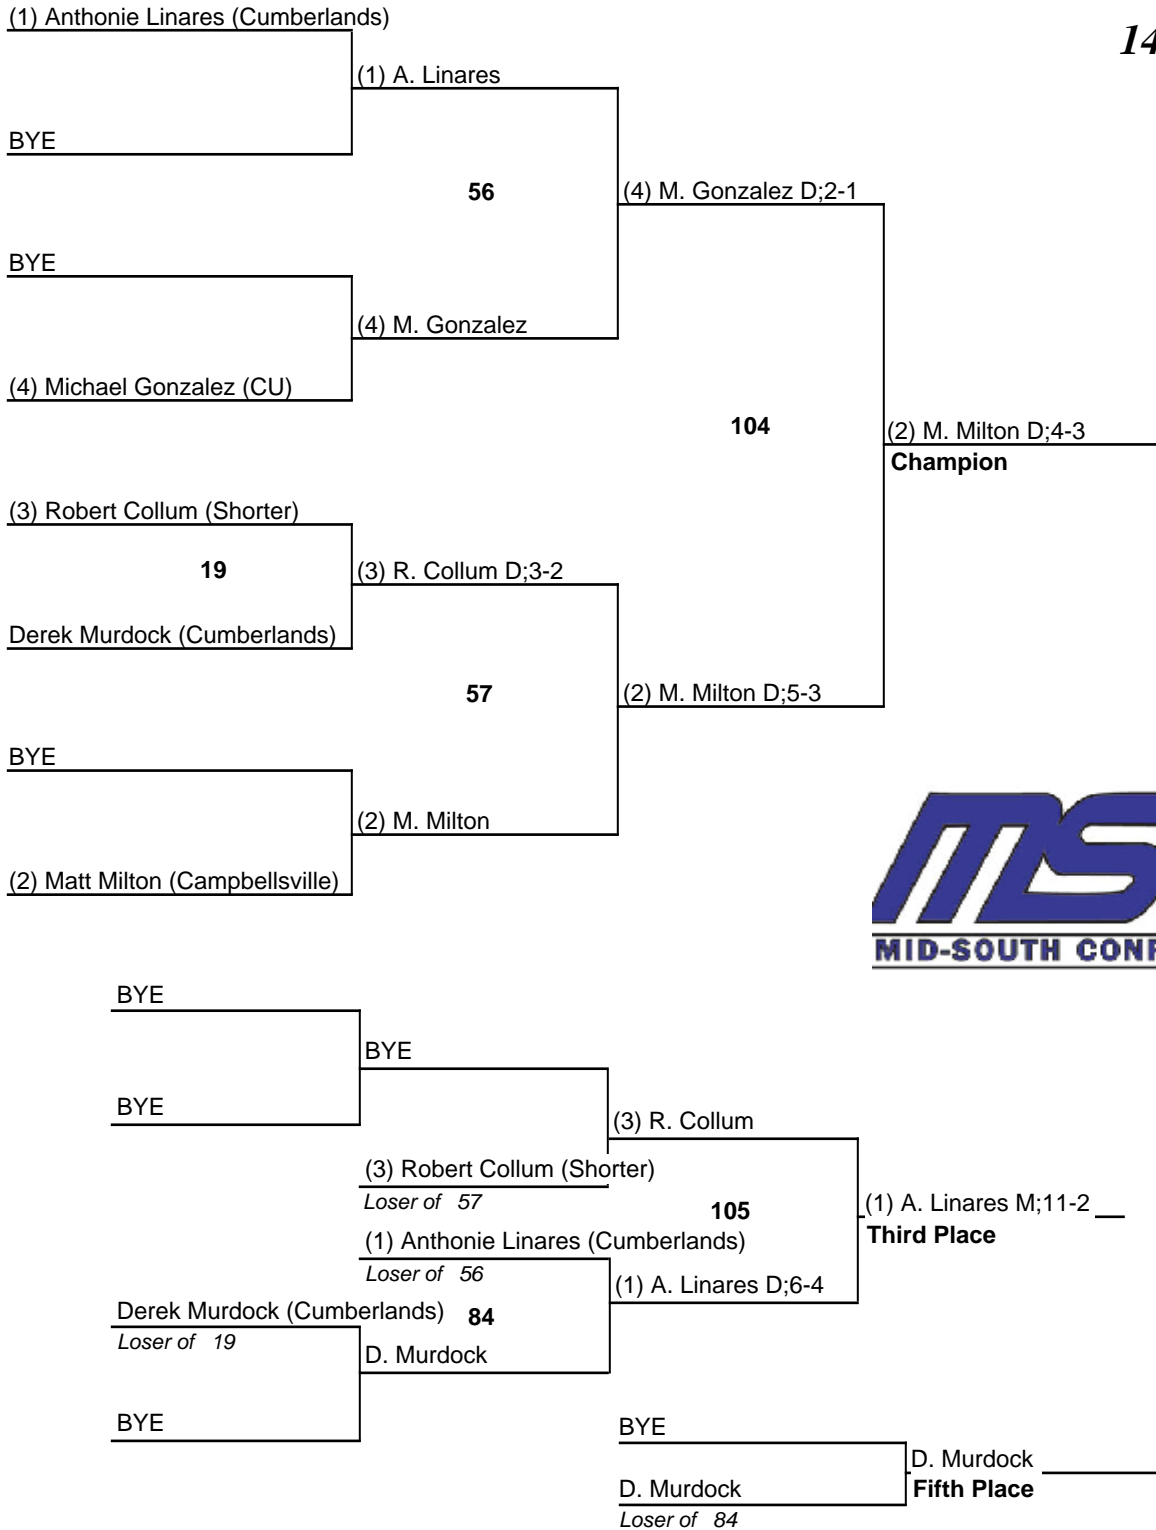 (1) Anthonie Linares (Cumberlands)
14
(1) A. Linares
BYE
56
(4) M. Gonzalez D;2-1
BYE
(4) M. Gonzalez
(4) Michael Gonzalez (CU)
104
(2) M. Milton D;4-3
Champion
(3) Robert Collum (Shorter)
19
(3) R. Collum D;3-2
Derek Murdock (Cumberlands)
57
(2) M. Milton D;5-3
BYE
(2) M. Milton
(2) Matt Milton (Campbellsville)
MS
MID-SOUTH CONF
BYE
BYE
BYE
(3) R. Collum
(3) Robert Collum (Shorter)
Loser of 57
105
(1) A. Linares M;11-2
Third Place
(1) Anthonie Linares (Cumberlands)
Loser of 56
(1) A. Linares D;6-4
Derek Murdock (Cumberlands)
84
Loser of 19
D. Murdock
BYE
BYE
D. Murdock
Fifth Place
D. Murdock
Loser of 84